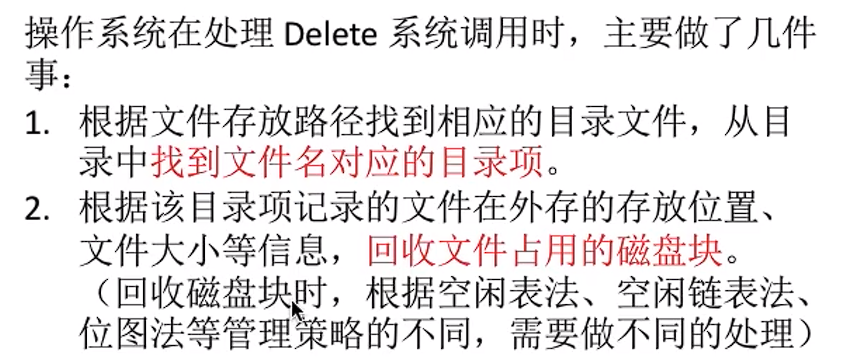 操作系统在处理 Delete 系统调用时，主要做了几件
事：
1. 根据文件存放路径找到相应的目录文件，从目
录中找到文件名对应的目录项。
2. 根据该目录项记录的文件在外存的存放位置、
文件大小等信息，回收文件占用的磁盘块。
（回收磁盘块时，根据空闲表法、空闲链表法、
位图法等管理策略的不同，需要做不同的处理）